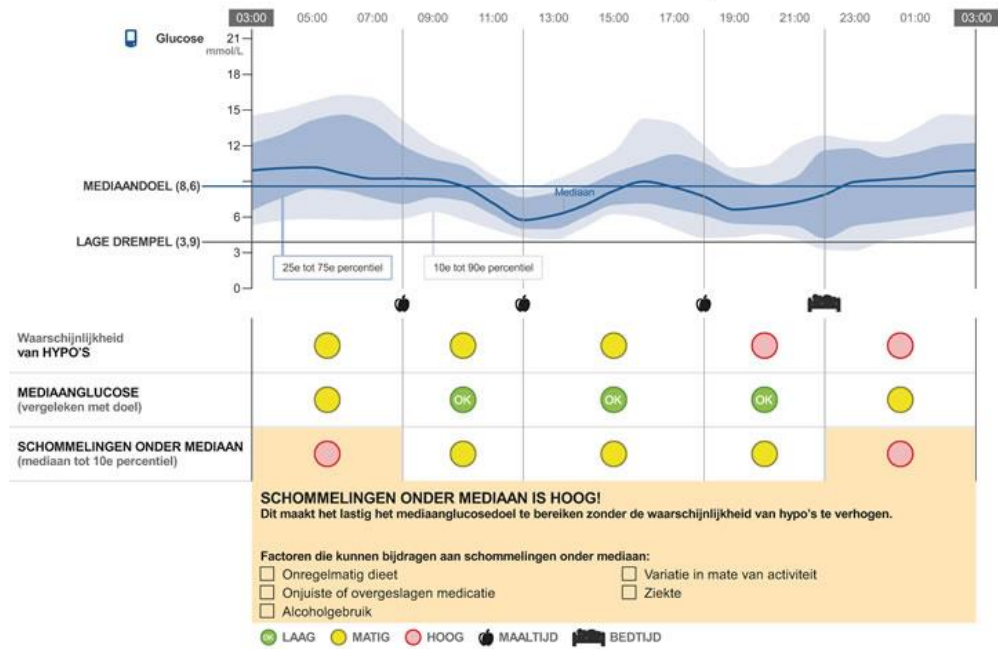 03:00 05:00 07:00 09:00 11:00 13:00 15:00 17:00 19:00 21:00 23:00 01:00 03:00
Glucose 21
mmol/L
18
15
12
MEDIAANDOEL (8,6)
Mediaan
6
LAGE DREMPEL (3,9)
3
25e tot 75e percentiel 10e tot 90e percentiel
0
Waarschijnlijkheid
van HYPO'S
MEDIAANGLUCOSE
(vergeleken met doel)
OK OK OK
SCHOMMELINGEN ONDER MEDIAAN
(mediaan tot 10e percentiel)
SCHOMMELINGEN ONDER MEDIAAN IS HOOG!
Dit maakt het lastig het mediaanglucosedoel te bereiken zonder de waarschijnlijkheid van hypo's te verhogen.
Factoren die kunnen bijdragen aan schommelingen onder mediaan:
Onregelmatig dieet Variatie in mate van activiteit
Onjuiste of overgeslagen medicatie Ziekte
Alcoholgebruik
OK LAAG MATIG HOOG MAALTIJD BEDTIJD